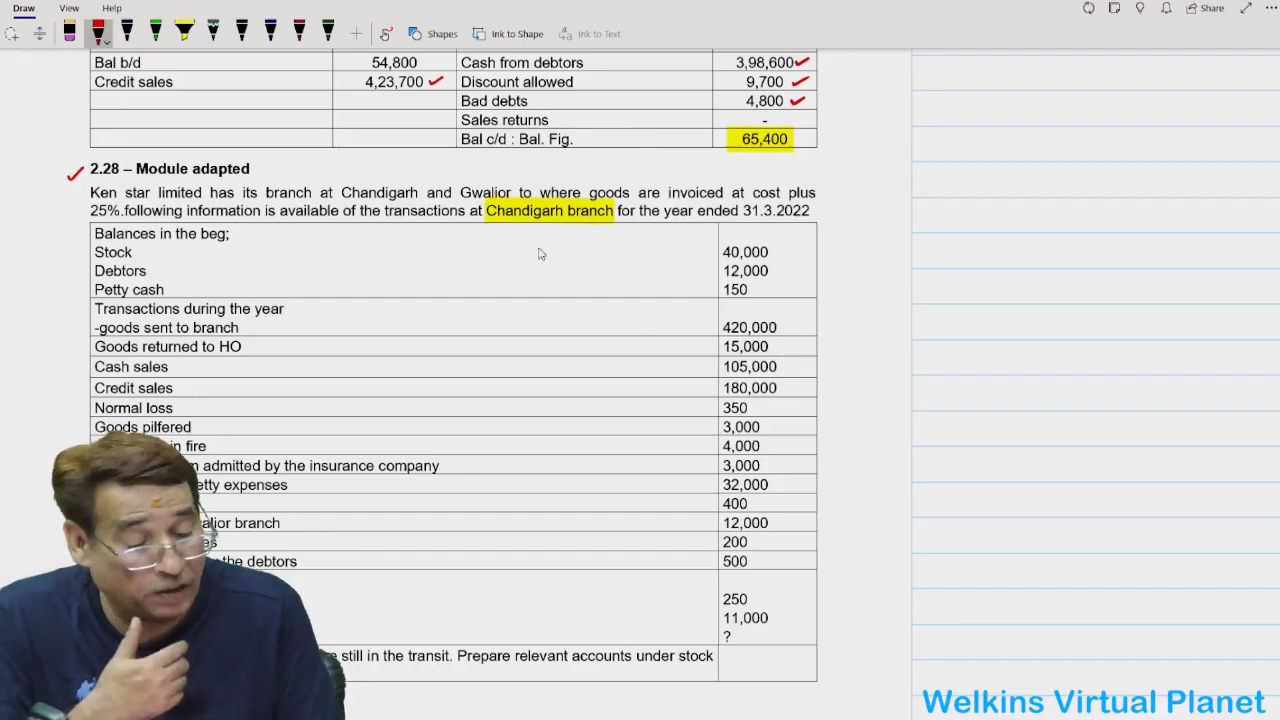 Draw View Help
Share
Shapes Ink to Shape Ink to Text
Bal b/d 54,800 Cash from debtors 3,98,600
Credit sales 4,23,700 Discount allowed 9,700
Bad debts 4,800
Sales returns -
Bal c/d : Bal. Fig. 65,400
2.28 – Module adapted
Ken star limited has its branch at Chandigarh and Gwalior to where goods are invoiced at cost plus
25%.following information is available of the transactions at Chandigarh branch for the year ended 31.3.2022
Balances in the beg;
Stock 40,000
Debtors 12,000
Petty cash 150
Transactions during the year
-goods sent to branch 420,000
Goods returned to HO 15,000
Cash sales 105,000
Credit sales 180,000
Normal loss 350
Goods pilfered 3,000
in fire 4,000
admitted by the insurance company 3,000
etty expenses 32,000
400
branch 12,000
200
the debtors 500
250
11,000
?
still in the transit. Prepare relevant accounts under stock
Welkins Virtual Planet